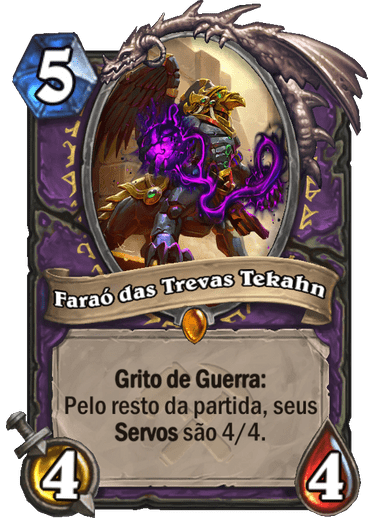 5
Faraó das Trevas Tekahn
Grito de Guerra:
Pelo resto da partida, seus
Servos são 4/4.
4
4